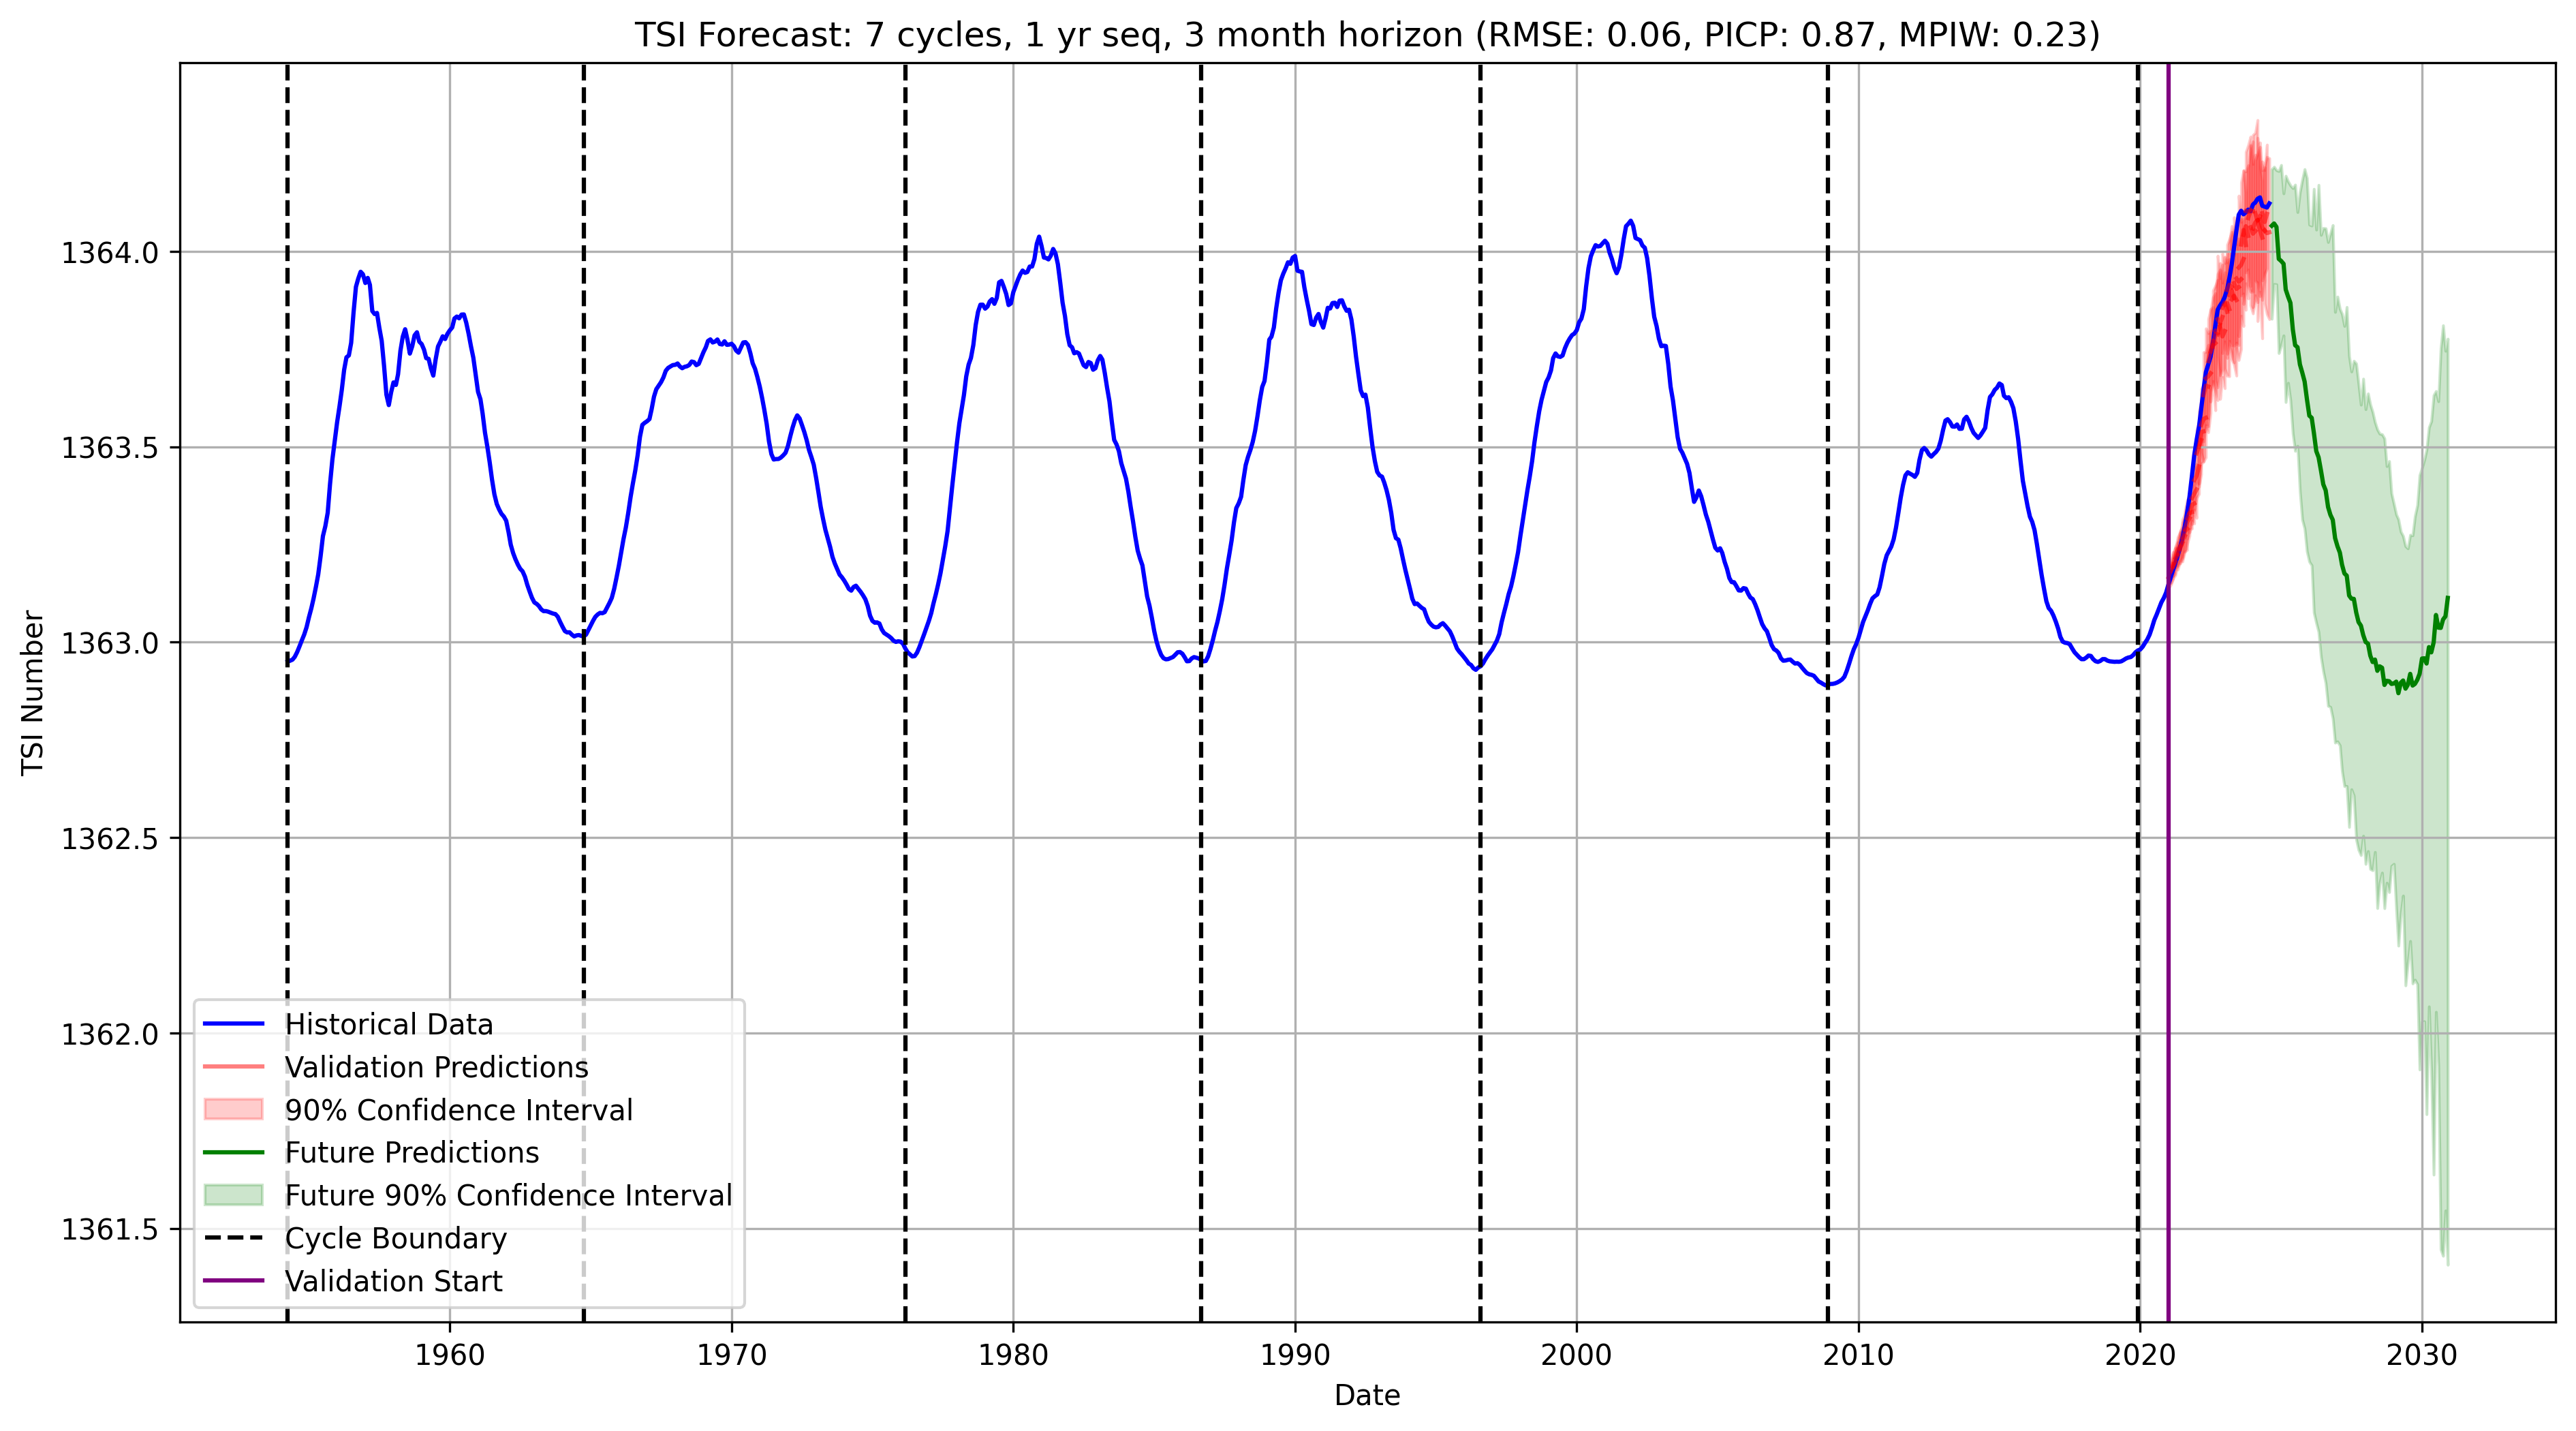 TSI Forecast: 7 cycles, 1 yr seq, 3 month horizon (RMSE: 0.06, PICP: 0.87, MPIW: 0.23)
TSI Number
1364.0
1363.5
1363.0
1362.5
1362.0
1361.5
Historical Data
Validation Predictions
90% Confidence Interval
Future Predictions
Future 90% Confidence Interval
Cycle Boundary
Validation Start
1960 1970 1980 1990 2000 2010 2020 2030
Date